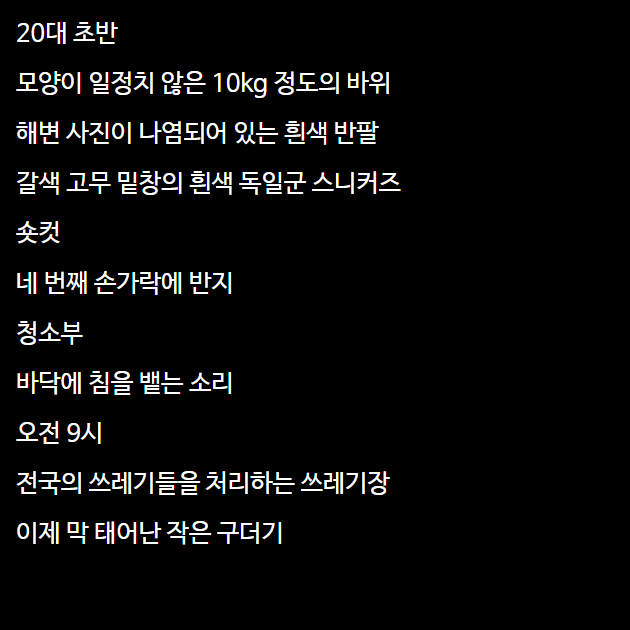 20대 초반
모양이 일정치 않은 10kg 정도의 바위
해변 사진이 나염되어 있는 흰색 반팔
갈색 고무 밑창의 흰색 독일군 스니커즈
숏컷
네 번째 손가락에 반지
청소부
바닥에 침을 뱉는 소리
오전 9시
전국의 쓰레기들을 처리하는 쓰레기장
이제 막 태어난 작은 구더기